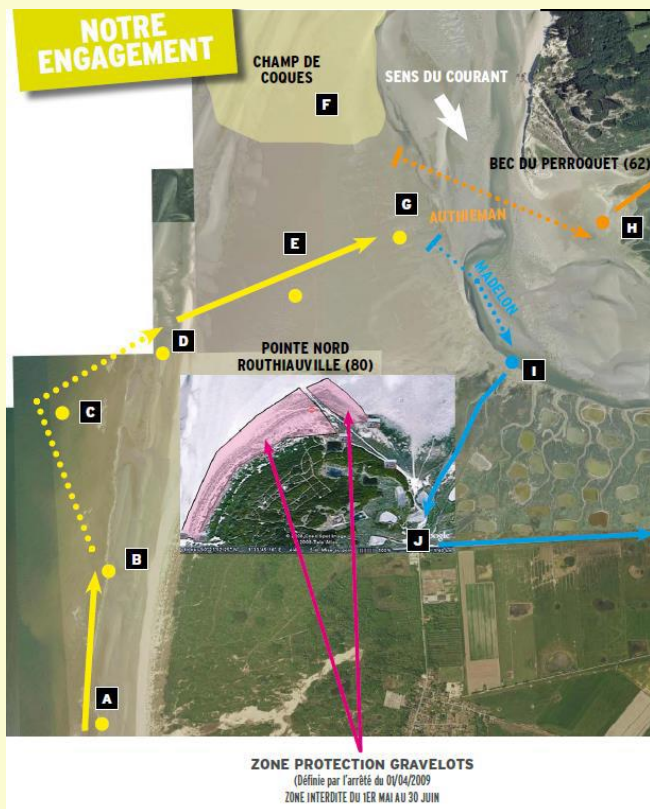 NOTRE
ENGAGEMENT
CHAMP DE
COQUES
F
SENS DU COURANT
BEC DU PERROQUET (62)
G
AUTHIEMAN
H
E
MADELON
D
POINTE NORD
ROUTHIAUVILLE (80)
I
C
J
B
A
ZONE PROTECTION GRAVELOTS
(Définie par l'arrêté du 01/04/2009
ZONE INTERDITE DU 1ER MAI AU 30 JUIN